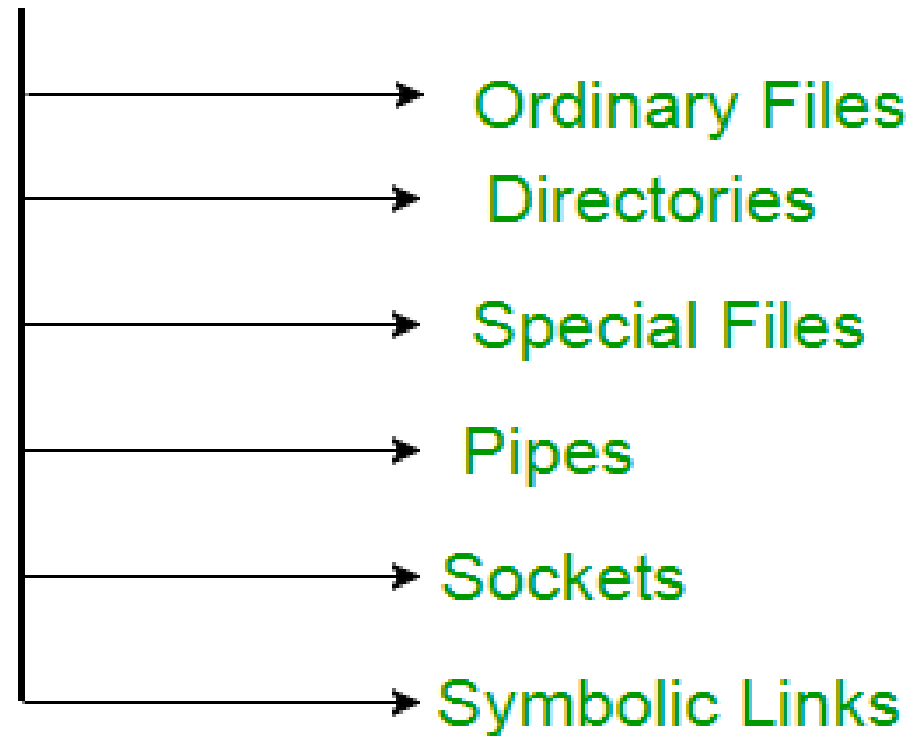 Ordinary Files
Directories
Special Files
Pipes
Sockets
Symbolic Links